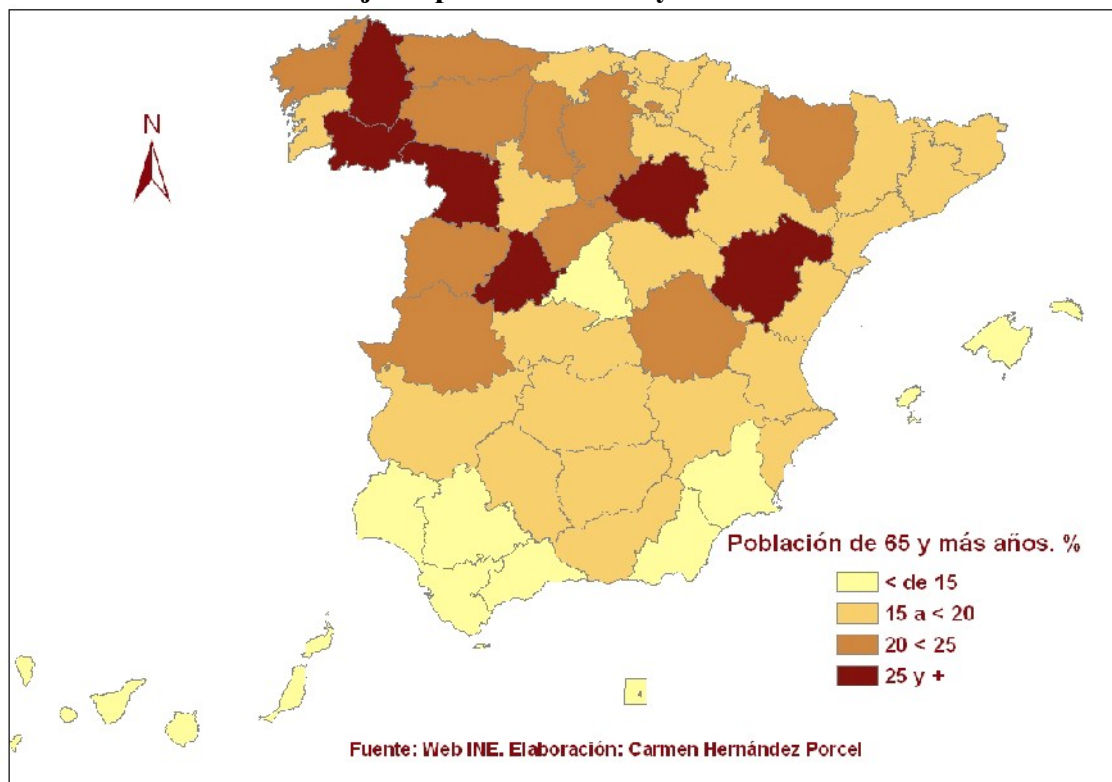 N
Población de 65 y más años. %
< de 15
15 a < 20
20 < 25
25 y +
4
Fuente: Web INE. Elaboración: Carmen Hernández Porcel